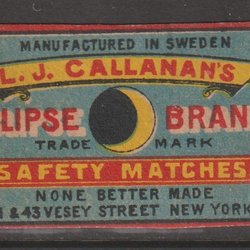 MANUFACTURED IN SWEDEN
L. J. CALLANAN'S
LIPSE BRAN
TRADE MARK
SAFETY MATCHES
NONE BETTER MADE
& 43 VESEY STREET NEW YORK